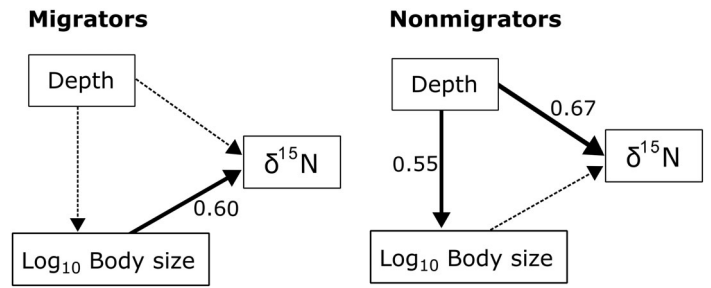 Migrators
Depth
δ¹⁵N
0.60
Log₁₀ Body size
Nonmigrators
Depth
0.67
δ¹⁵N
0.55
Log₁₀ Body size